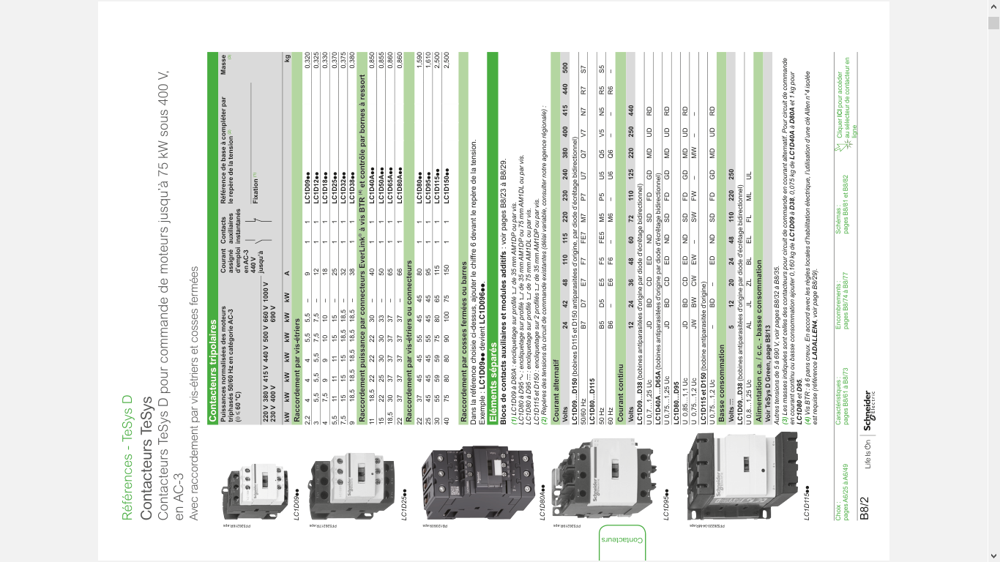 Références - TeSys D
Contacteurs TeSys
Contacteurs TeSys D pour commande de moteurs jusqu'à 75 kW sous 400 V,
en AC-3
Avec raccordement par vis-étriers et cosses fermées
Contacteurs tripolaires
Puissances normalisées des moteurs triphasés 50/60 Hz en catégorie AC-3 (θ ≤ 60 °C)
Courant assigné d'emploi en AC-3 440 V jusqu'à
Contacts auxiliaires instantanés
Référence de base à compléter par le repère de la tension (2)
Fixation (1)
Masse (3)
220 V 380 V 415 V 440 V 500 V 660 V 1000 V
230 V 400 V 690 V
kW kW kW kW kW kW kW A kg
Raccordement par vis-étriers
2,2 4 4 4 5,5 5,5 – 9 1 1 LC1D09●● 0,320
3 5,5 5,5 5,5 7,5 7,5 – 12 1 1 LC1D12●● 0,325
4 7,5 9 9 10 10 – 18 1 1 LC1D18●● 0,330
5,5 11 11 11 15 15 – 25 1 1 LC1D25●● 0,370
7,5 15 15 15 18,5 18,5 – 32 1 1 LC1D32●● 0,375
9 18,5 18,5 18,5 18,5 18,5 – 38 1 1 LC1D38●● 0,380
Raccordement puissance par connecteurs EverLink® à vis BTR (4) et contrôle par bornes à ressort
11 18,5 22 22 22 30 – 40 1 1 LC1D40A●● 0,850
15 22 25 30 30 33 – 50 1 1 LC1D50A●● 0,855
18,5 30 37 37 37 37 – 65 1 1 LC1D65A●● 0,860
22 37 37 37 37 37 – 66 1 1 LC1D80A●● 0,860
Raccordement par vis-étriers ou connecteurs
22 37 45 45 55 45 45 80 1 1 LC1D80●● 1,590
25 45 45 45 55 45 45 95 1 1 LC1D95●● 1,610
30 55 59 59 75 80 65 115 1 1 LC1D115●● 2,500
40 75 80 80 90 100 75 150 1 1 LC1D150●● 2,500
Raccordement par cosses fermées ou barres
Dans la référence choisie ci-dessus, ajouter le chiffre 6 devant le repère de la tension.
Exemple : LC1D09●● devient LC1D096●●.
Eléments séparés
Blocs de contacts auxiliaires et modules additifs : voir pages B8/23 à B8/29.
(1) LC1D09 à D80A : encliquetage sur profilé de 35 mm AM1DP ou par vis.
LC1D80 à D95 ~ : encliquetage sur profilé de 35 mm AM1DP ou 75 mm AM1DL ou par vis.
LC1D80 à D95 : encliquetage sur profilé de 75 mm AM1DL ou par vis.
LC1D115 et D150 : encliquetage sur 2 profilés de 35 mm AM1DP ou par vis.
(2) Repères des tensions du circuit de commande existantes (délai variable, consulter notre agence régionale) :
Courant alternatif
Volts 24 42 48 110 115 220 230 240 380 400 415 440 500
LC1D09...D150 (bobines D115 et D150 antiparasitées d'origine, par diode d'écrêtage bidirectionnel)
50/60 Hz B7 D7 E7 F7 FE7 M7 P7 U7 Q7 V7 N7 R7 S7
LC1D80...D115
50 Hz B5 D5 E5 F5 FE5 M5 P5 U5 Q5 V5 N5 R5 S5
60 Hz B6 – E6 F6 – M6 – U6 Q6 – – R6 –
Courant continu
Volts 12 24 36 48 60 72 110 125 220 250 440
LC1D09...D38 (bobines antiparasitées d'origine par diode d'écrêtage bidirectionnel)
U 0,7...1,25 Uc JD BD CD ED ND SD FD GD MD UD RD
LC1D40A ...D65A (bobines antiparasitées d'origine par diode d'écrêtage bidirectionnel)
U 0,75...1,25 Uc JD BD CD ED ND SD FD GD MD UD RD
LC1D80...D95
U 0,85...1,1 Uc JD BD CD ED ND SD FD GD MD UD RD
U 0,75...1,2 Uc JW BW CW EW – SW FW – MW – –
LC1D115 et D150 (bobine antiparasitée d'origine)
U 0,75...1,2 Uc – BD – ED ND SD FD GD MD UD RD
Basse consommation
Volts 5 12 20 24 48 110 220 250
LC1D09...D38 (bobines antiparasitées d'origine par diode d'écrêtage bidirectionnel)
U 0,8...1,25 Uc AL JL ZL BL EL FL ML UL
Alimentation c.a. / c.c. - basse consommation
Voir TeSys D Green, page B8/13
Autres tensions de 5 à 690 V, voir pages B8/32 à B8/35.
(3) Les masses indiquées sont celles des contacteurs pour circuit de commande en courant alternatif. Pour circuit de commande
en courant continu ou basse consommation ajouter 0,160 kg de LC1D09 à D38, 0,075 kg de LC1D40A à D80A et 1 kg pour
LC1D80 et D95.
(4) Vis BTR : à 6 pans creux. En accord avec les règles locales d'habilitation électrique, l'utilisation d'une clé Allen n°4 isolée
est requise (référence LADALLEN4, voir page B8/29).
LC1D09●●
LC1D25●●
LC1D80A●●
LC1D95●●
LC1D115●●
Contacteurs
Choix :
pages A6/25 à A6/49
Caractéristiques :
pages B8/61 à B8/73
Encombrements :
pages B8/74 à B8/77
Schémas :
pages B8/81 et B8/82
Cliquer ICI pour accéder
au sélecteur de contacteur en
ligne
B8/2
Life Is On
Schneider
Electric